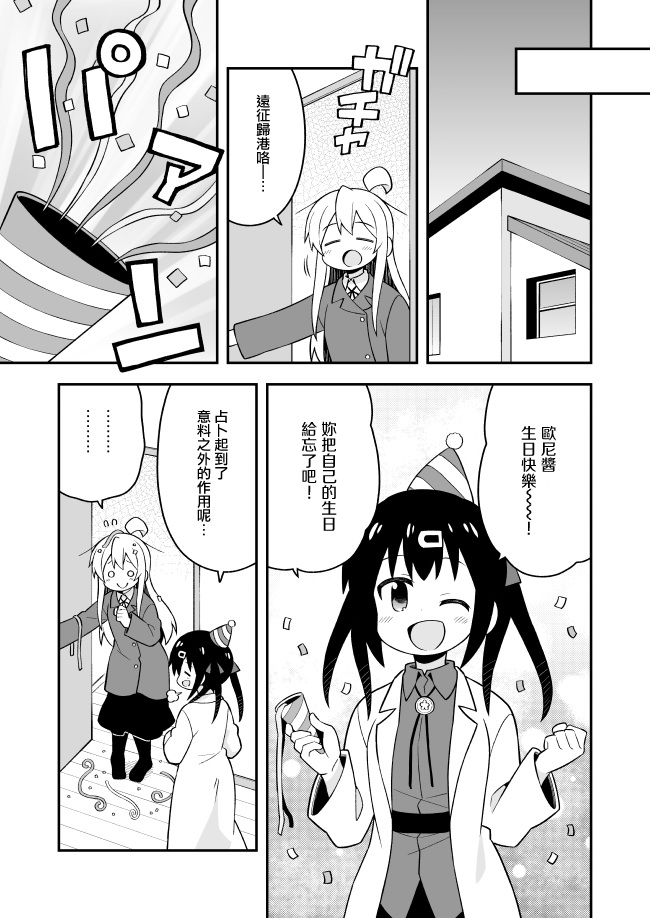 ガチャ
遠征歸港咯—…
パァーー
歐尼醬
生日快樂~~~~!
妳把自己的生日
給忘了吧!
占卜起到了
意料之外的作用呢…
………
………